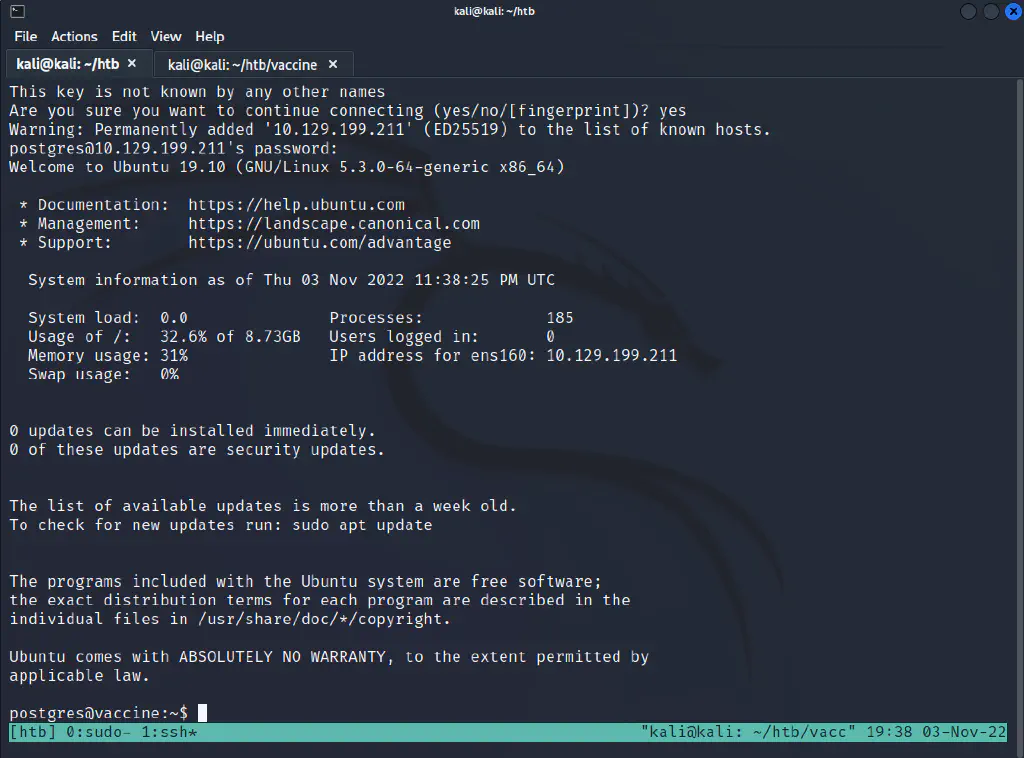 kali@kali: ~/htb
File Actions Edit View Help
kali@kali: ~/htb × kali@kali: ~/htb/vaccine ×
This key is not known by any other names
Are you sure you want to continue connecting (yes/no/[fingerprint])? yes
Warning: Permanently added '10.129.199.211' (ED25519) to the list of known hosts.
postgres@10.129.199.211's password:
Welcome to Ubuntu 19.10 (GNU/Linux 5.3.0-64-generic x86_64)
* Documentation: https://help.ubuntu.com
* Management: https://landscape.canonical.com
* Support: https://ubuntu.com/advantage
System information as of Thu 03 Nov 2022 11:38:25 PM UTC
System load: 0.0 Processes: 185
Usage of /: 32.6% of 8.73GB Users logged in: 0
Memory usage: 31% IP address for ens160: 10.129.199.211
Swap usage: 0%
0 updates can be installed immediately.
0 of these updates are security updates.
The list of available updates is more than a week old.
To check for new updates run: sudo apt update
The programs included with the Ubuntu system are free software;
the exact distribution terms for each program are described in the
individual files in /usr/share/doc/*/copyright.
Ubuntu comes with ABSOLUTELY NO WARRANTY, to the extent permitted by
applicable law.
postgres@vaccine:~$
[htb] 0:sudo- 1:ssh* "kali@kali: ~/htb/vacc" 19:38 03-Nov-22